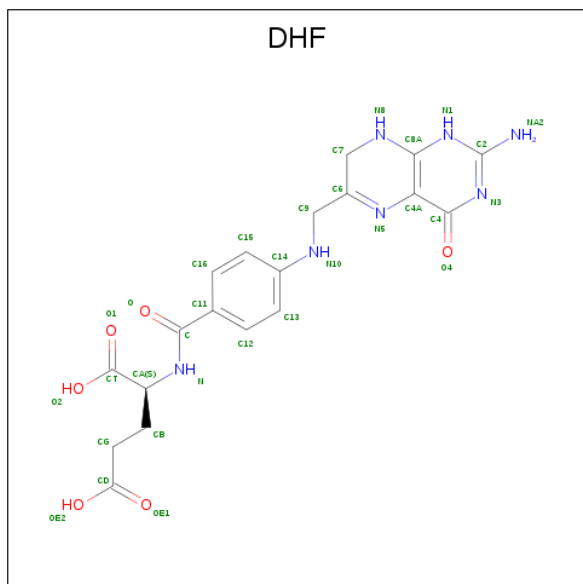 DHF
N8
H
N
N1
H
N
NA2
NH2
C7
C8A
C2
C6
C9
N
N5
C4A
C4
N
N3
O
O4
C15
C14
NH
N10
C16
O
O
C11
C13
O1
O
C
C12
CT
CA(S)
NH
N
HO
O2
CB
CG
CD
HO
OE2
O
OE1